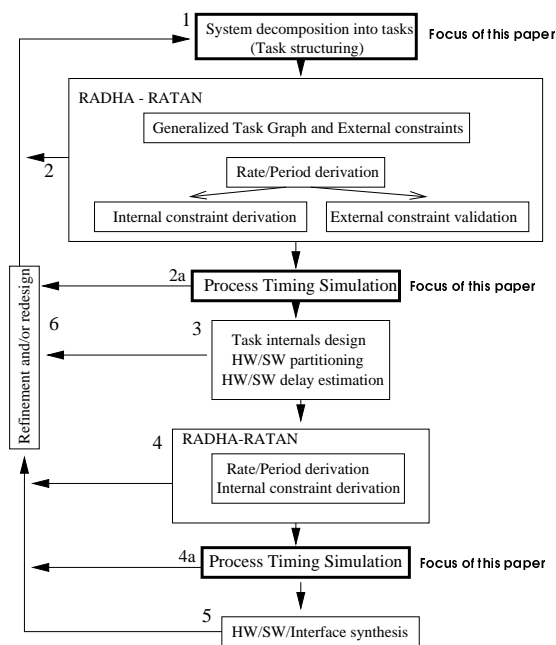 1
System decomposition into tasks
(Task structuring)
Focus of this paper
RADHA - RATAN
Generalized Task Graph and External constraints
2
Rate/Period derivation
Internal constraint derivation
External constraint validation
2a
Process Timing Simulation
Focus of this paper
Refinement and/or redesign
6
3
Task internals design
HW/SW partitioning
HW/SW delay estimation
4
RADHA-RATAN
Rate/Period derivation
Internal constraint derivation
4a
Process Timing Simulation
Focus of this paper
5
HW/SW/Interface synthesis